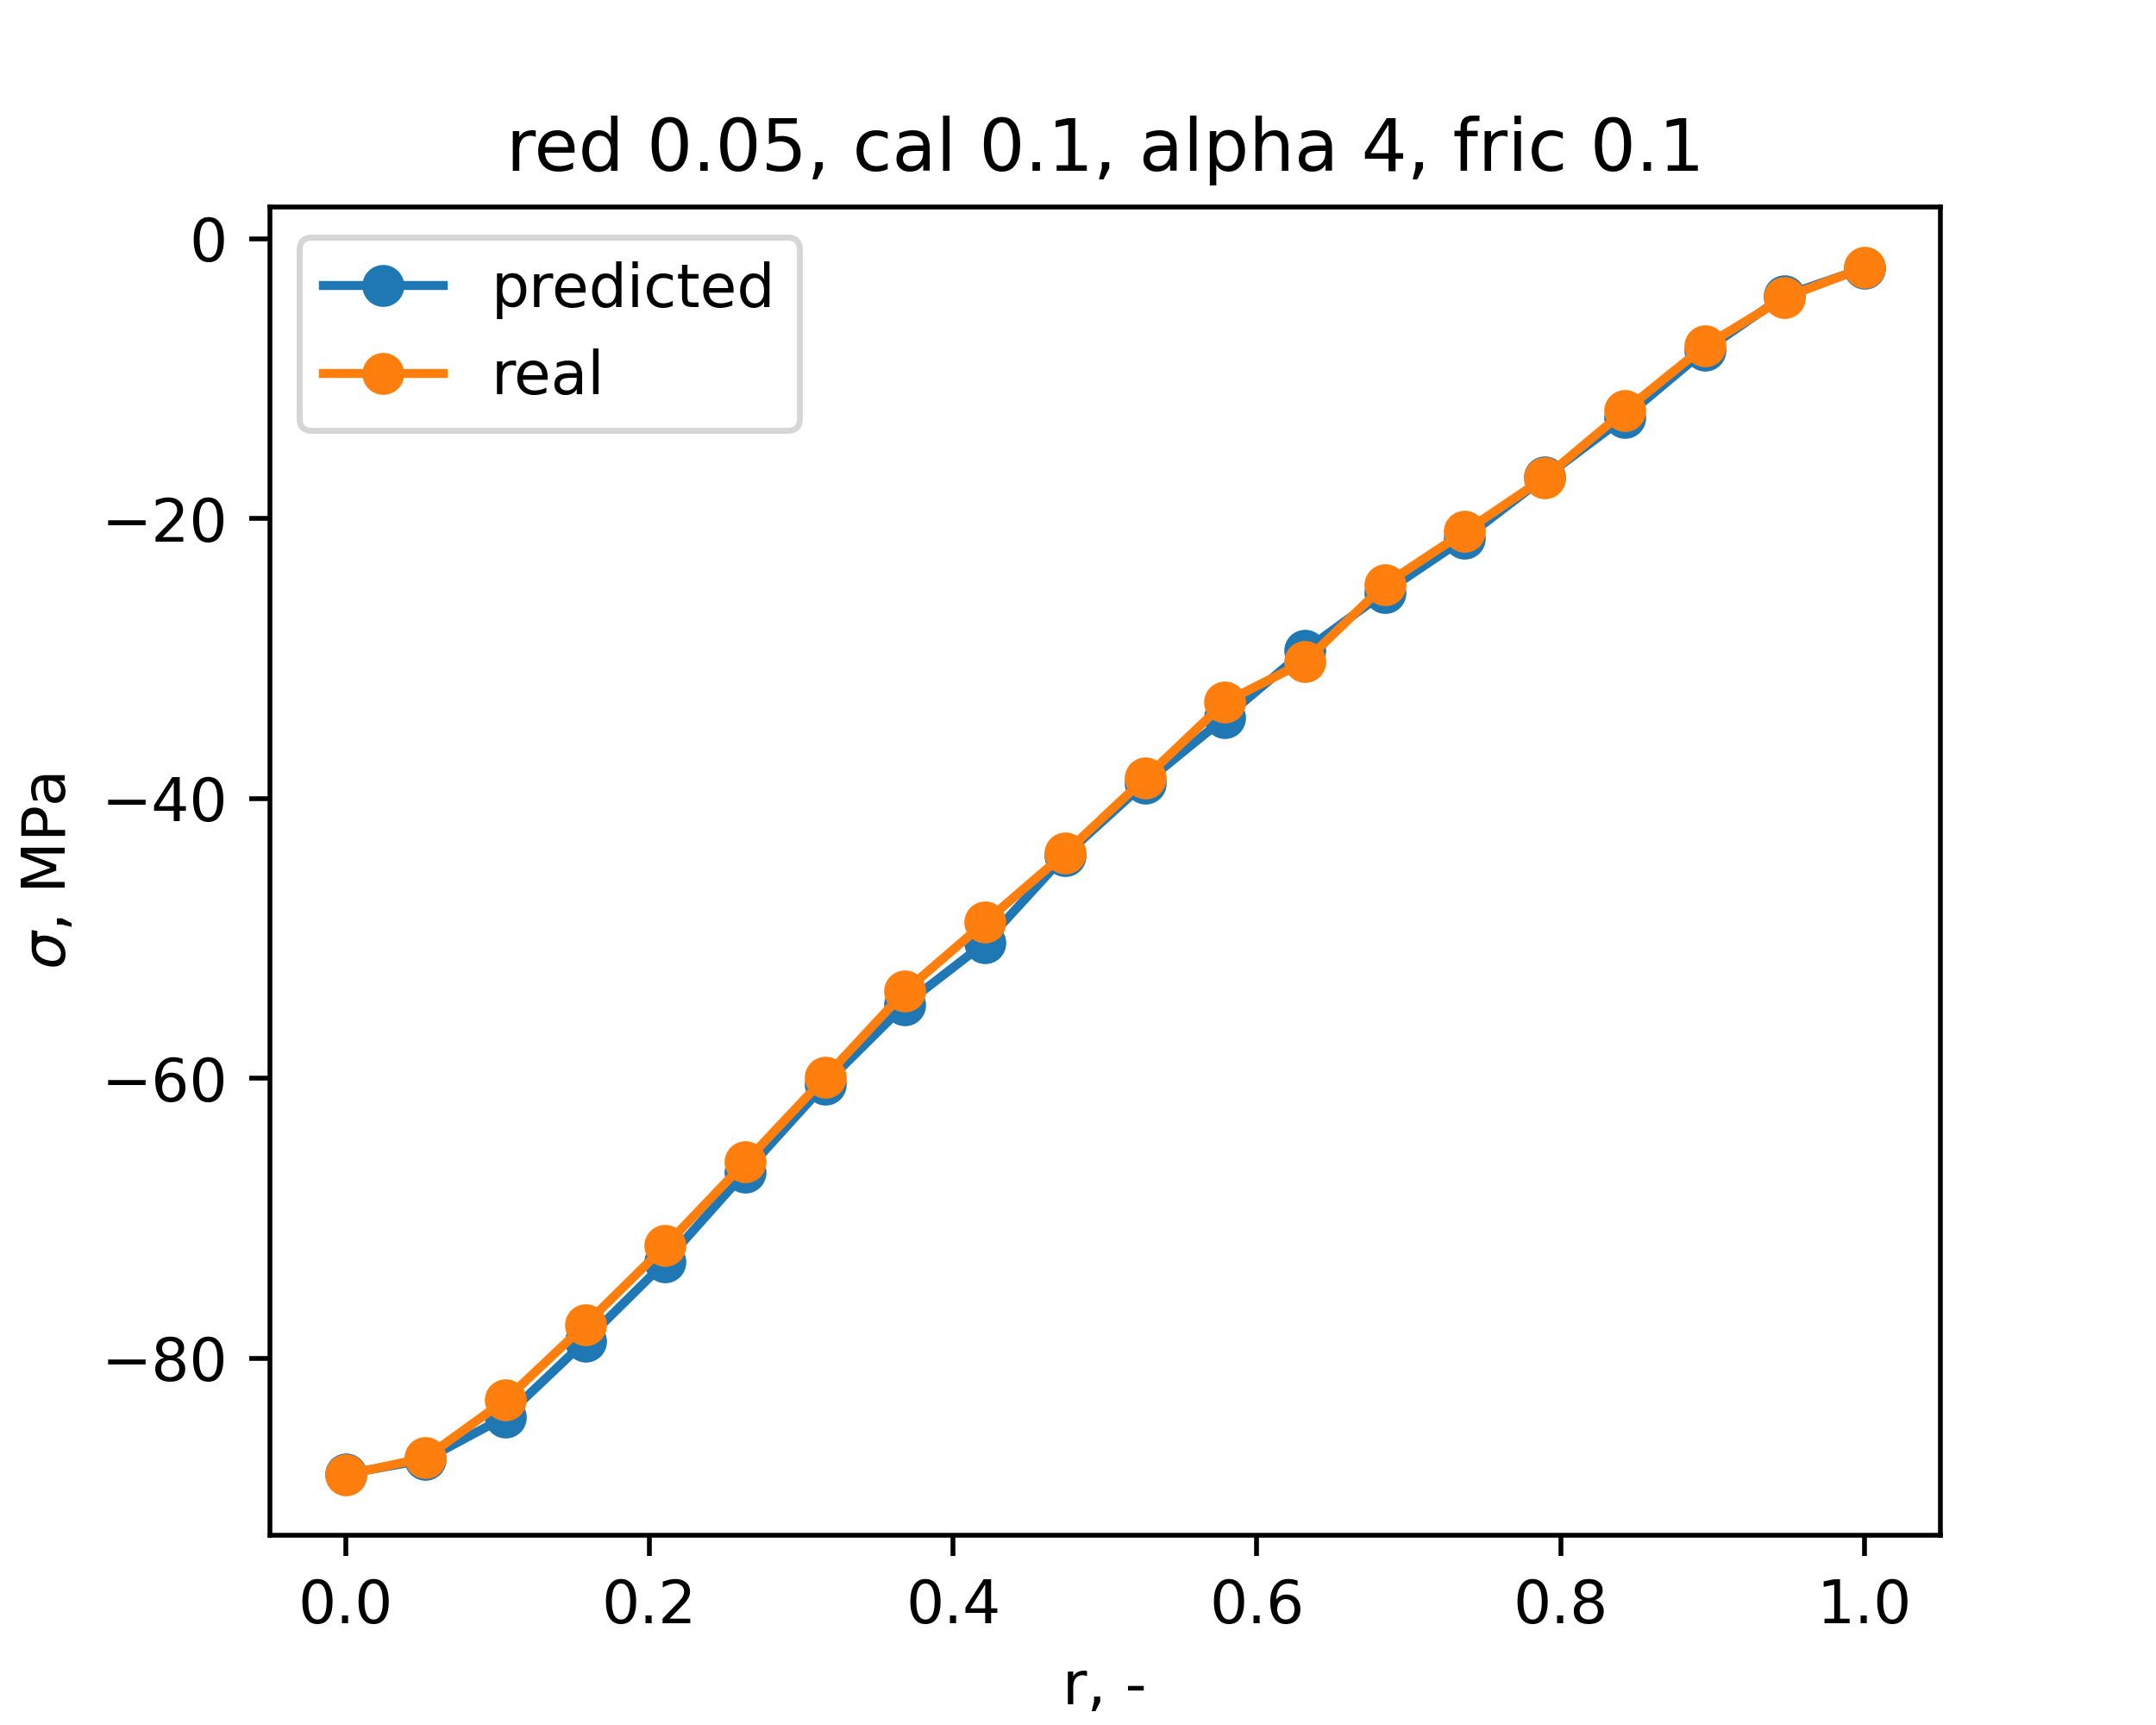 red 0.05, cal 0.1, alpha 4, fric 0.1
predicted
real
0
−20
−40
−60
−80
σ, MPa
0.0 0.2 0.4 0.6 0.8 1.0
r, -